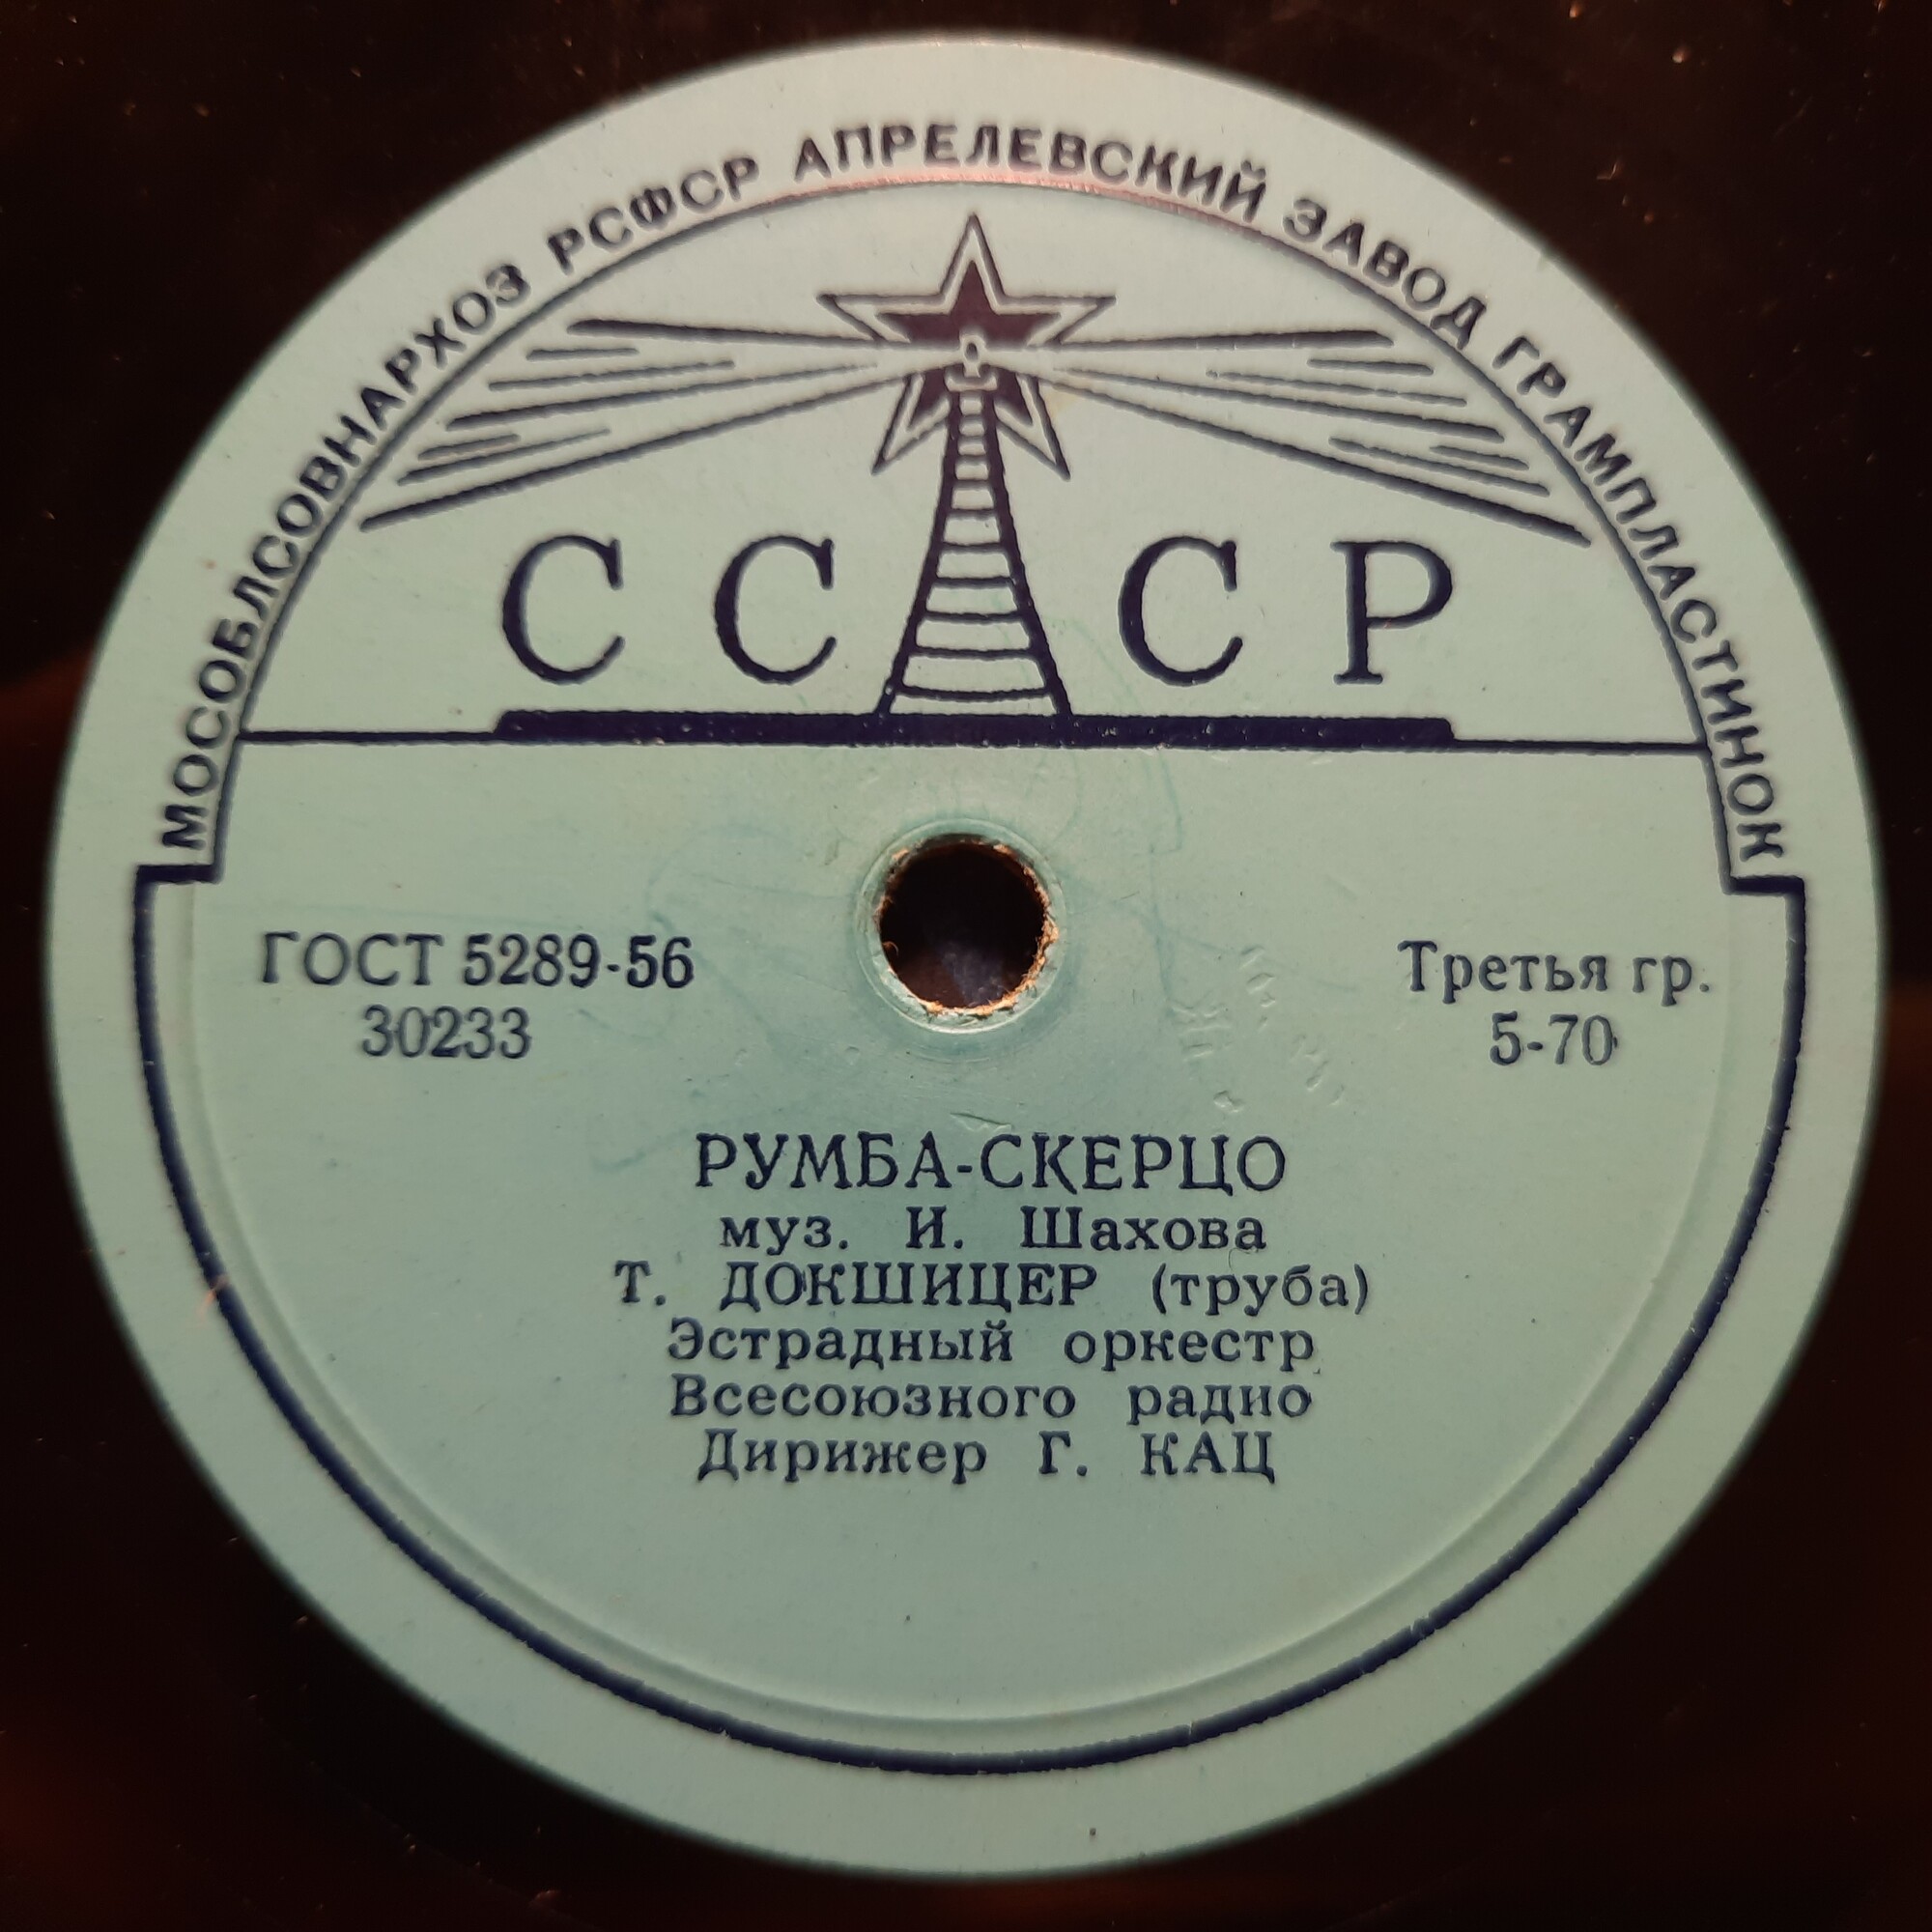 МОСОБЛСОВНАРХОЗ РСФСР АПРЕЛЕВСКИЙ ЗАВОД ГРАМПЛАСТИНОК
СССР
ГОСТ 5289-56
30233
Третья гр.
5-70
РУМБА-СКЕРЦО
муз. И. Шахова
Т. ДОКШИЦЕР (труба)
Эстрадный оркестр
Всесоюзного радио
Дирижер Г. КАЦ